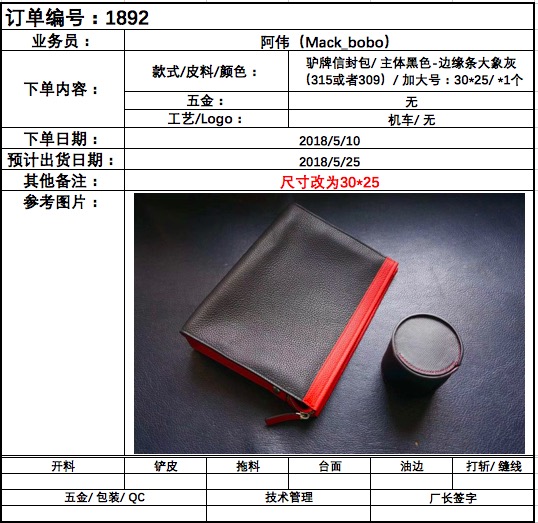 订单编号：1892
业务员：
阿伟（Mack_bobo）
下单内容：
款式/皮料/颜色：
驴牌信封包/ 主体黑色-边缘条大象灰
（315或者309）/ 加大号：30*25/ *1个
五金：
无
工艺/Logo：
机车/ 无
下单日期：
2018/5/10
预计出货日期：
2018/5/25
其他备注：
尺寸改为30*25
参考图片：
开料
铲皮
拖料
台面
油边
打斩/ 缝线
五金/ 包装/ QC
技术管理
厂长签字